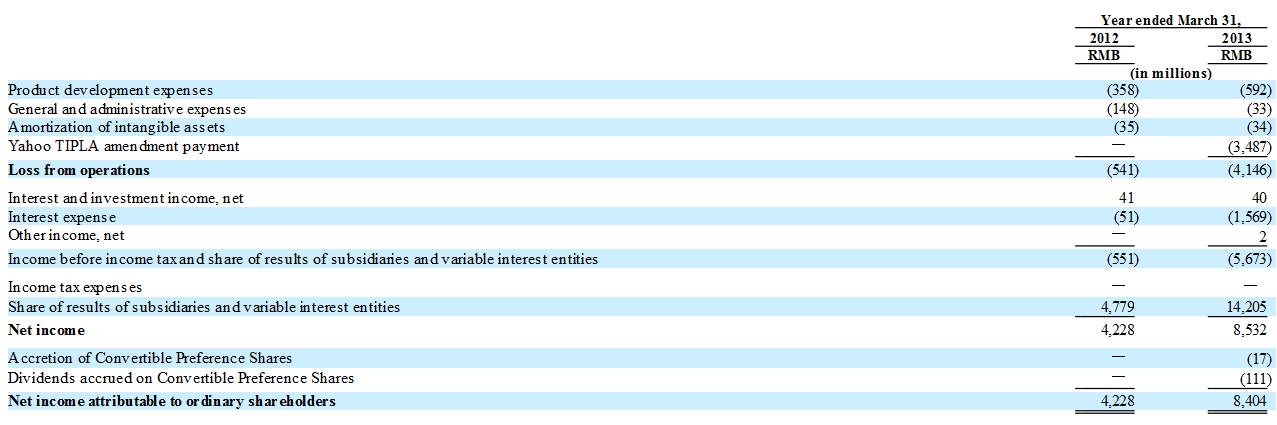 Year ended March 31,
2012 2013
RMB RMB
(in millions)
Product development expenses (358) (592)
General and administrative expenses (148) (33)
Amortization of intangible assets (35) (34)
Yahoo TIPLA amendment payment — (3,487)
Loss from operations (541) (4,146)
Interest and investment income, net 41 40
Interest expense (51) (1,569)
Other income, net — 2
Income before income tax and share of results of subsidiaries and variable interest entities (551) (5,673)
Income tax expenses — —
Share of results of subsidiaries and variable interest entities 4,779 14,205
Net income 4,228 8,532
Accretion of Convertible Preference Shares — (17)
Dividends accrued on Convertible Preference Shares — (111)
Net income attributable to ordinary shareholders 4,228 8,404